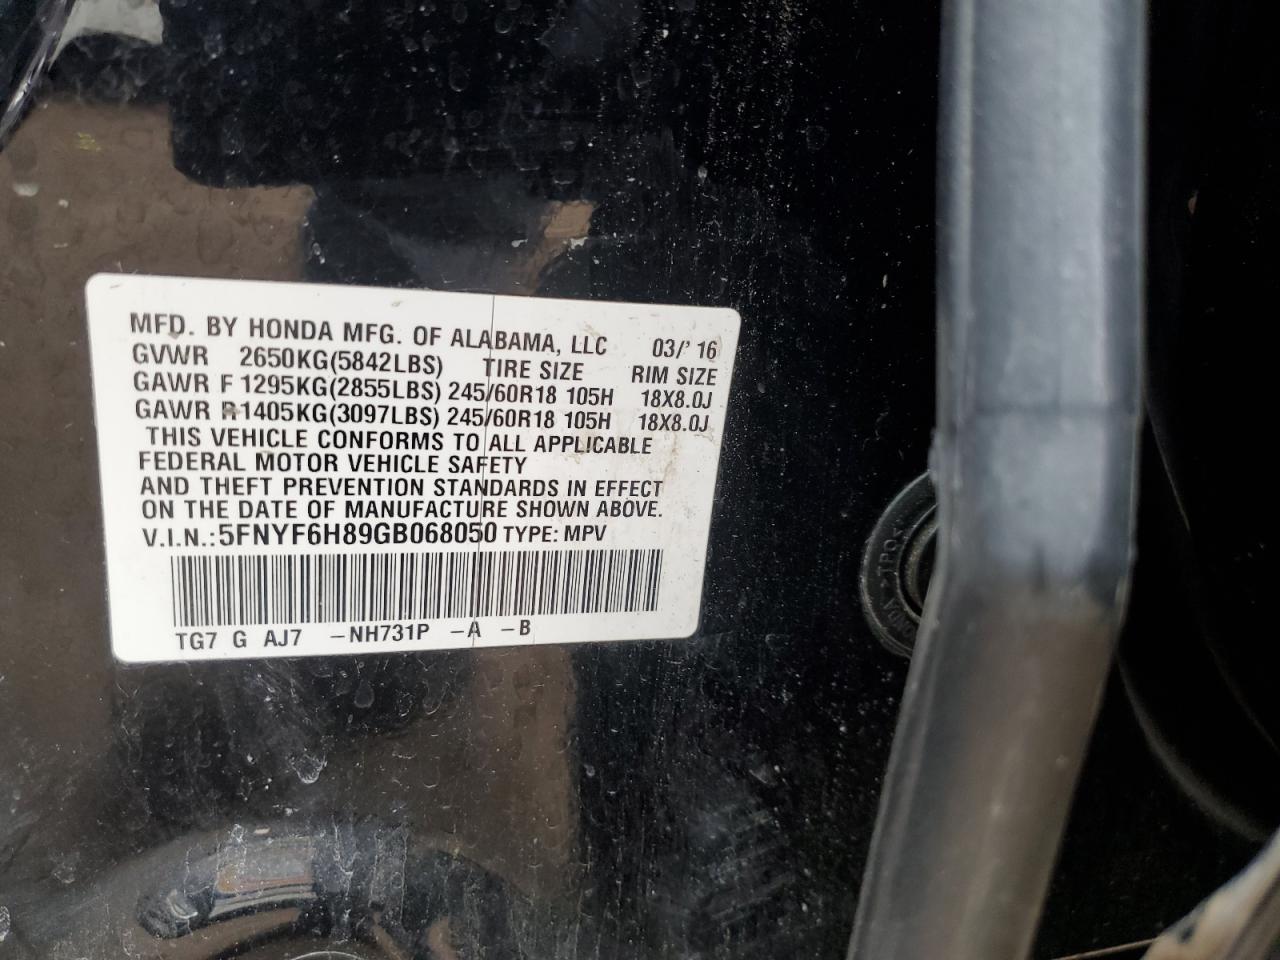 MFD. BY HONDA MFG. OF ALABAMA, LLC 03/' 16
GVWR 2650KG(5842LBS) TIRE SIZE RIM SIZE
GAWR F 1295KG(2855LBS) 245/60R18 105H 18X8.0J
GAWR R 1405KG(3097LBS) 245/60R18 105H 18X8.0J
THIS VEHICLE CONFORMS TO ALL APPLICABLE
FEDERAL MOTOR VEHICLE SAFETY
AND THEFT PREVENTION STANDARDS IN EFFECT
ON THE DATE OF MANUFACTURE SHOWN ABOVE.
V.I.N.:5FNYF6H89GB068050 TYPE: MPV
TG7 G AJ7 -NH731P -A -B
>TPO<